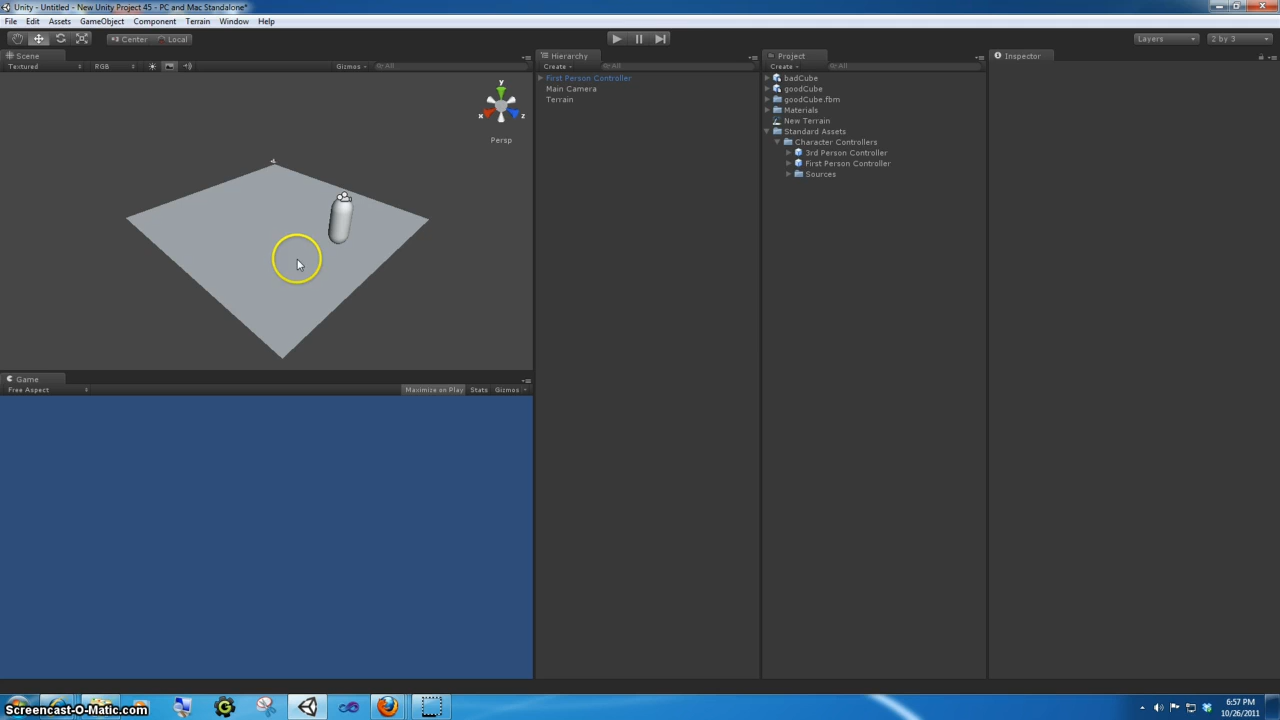 Unity - Untitled - New Unity Project 45 - PC and Mac Standalone*
File Edit Assets GameObject Component Terrain Window Help
Center Local
Layers
2 by 3
Scene
Textured RGB Gizmos All
y
x
z
Persp
Game
Free Aspect Maximize on Play Stats Gizmos
Hierarchy
Create All
First Person Controller
Main Camera
Terrain
Project
Create All
badCube
goodCube
goodCube.fbm
Materials
New Terrain
Standard Assets
Character Controllers
3rd Person Controller
First Person Controller
Sources
Inspector
Screencast-O-Matic.com
6:57 PM
10/26/2011